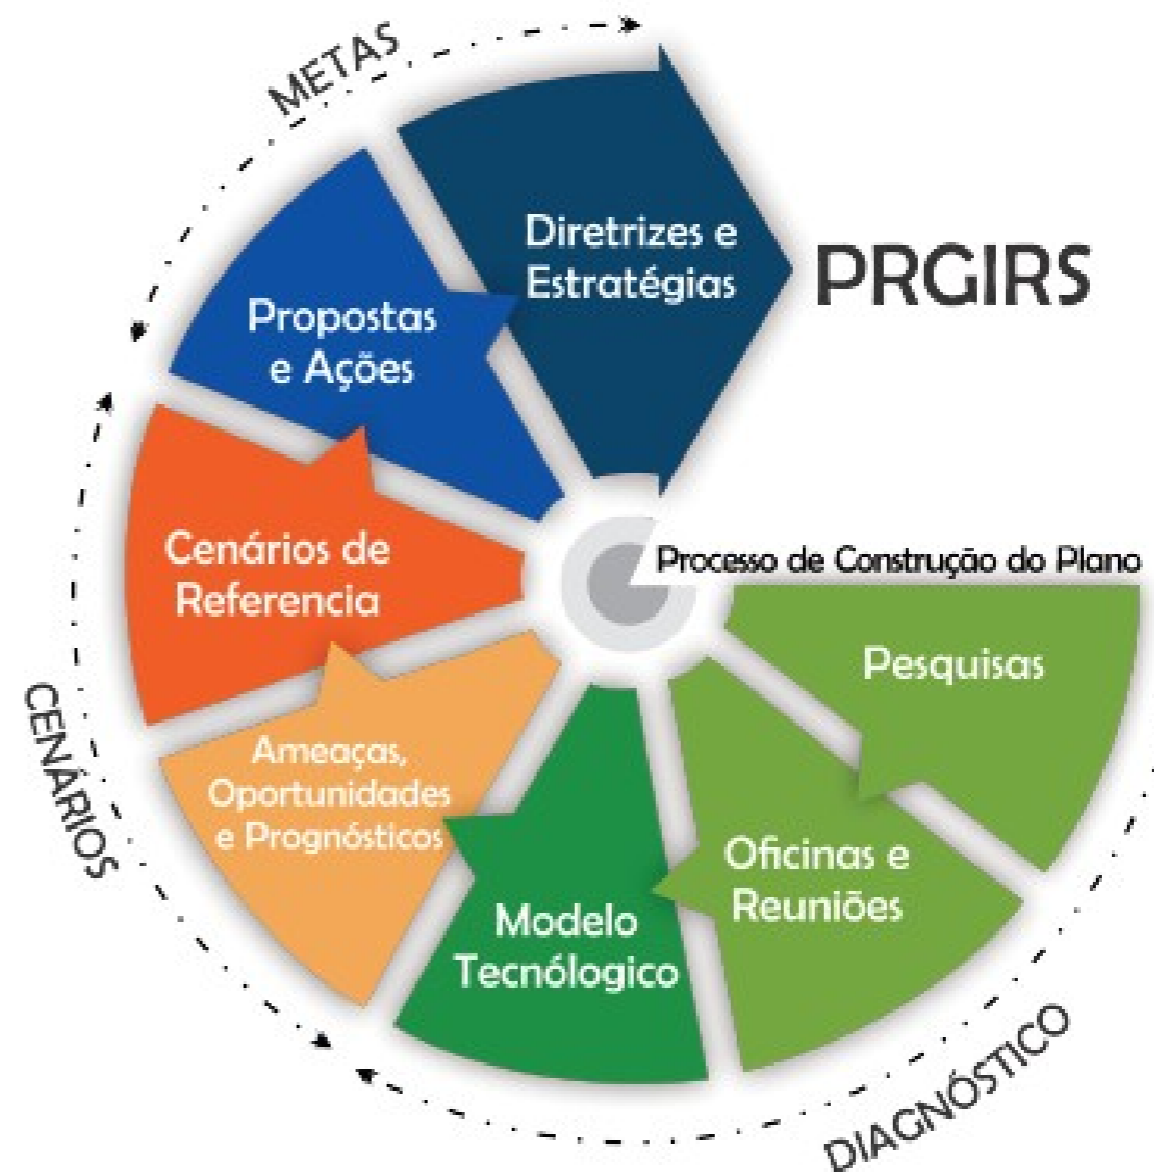 METAS
Diretrizes e
Estratégias
PRGIRS
Propostas
e Ações
Cenários de
Referencia
Processo de Construção do Plano
Pesquisas
CENÁRIOS
Ameaças,
Oportunidades
e Prognósticos
Oficinas e
Reuniões
Modelo
Tecnólogico
DIAGNÓSTICO